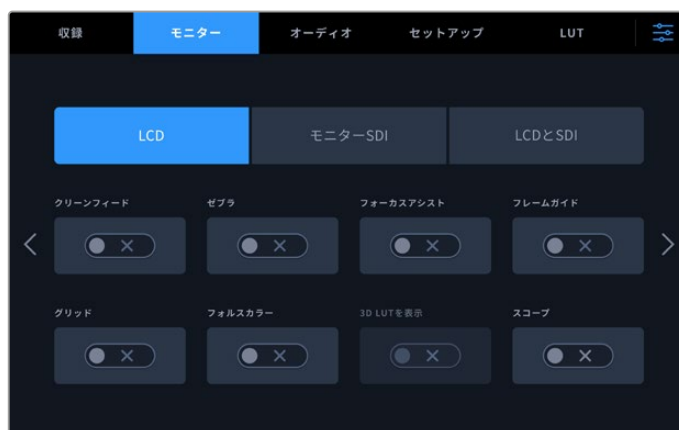 収録 モニター オーディオ セットアップ LUT
LCD モニターSDI LCDとSDI
クリーンフィード ゼブラ フォーカスアシスト フレームガイド
グリッド フォルスカラー 3D LUTを表示 スコープ